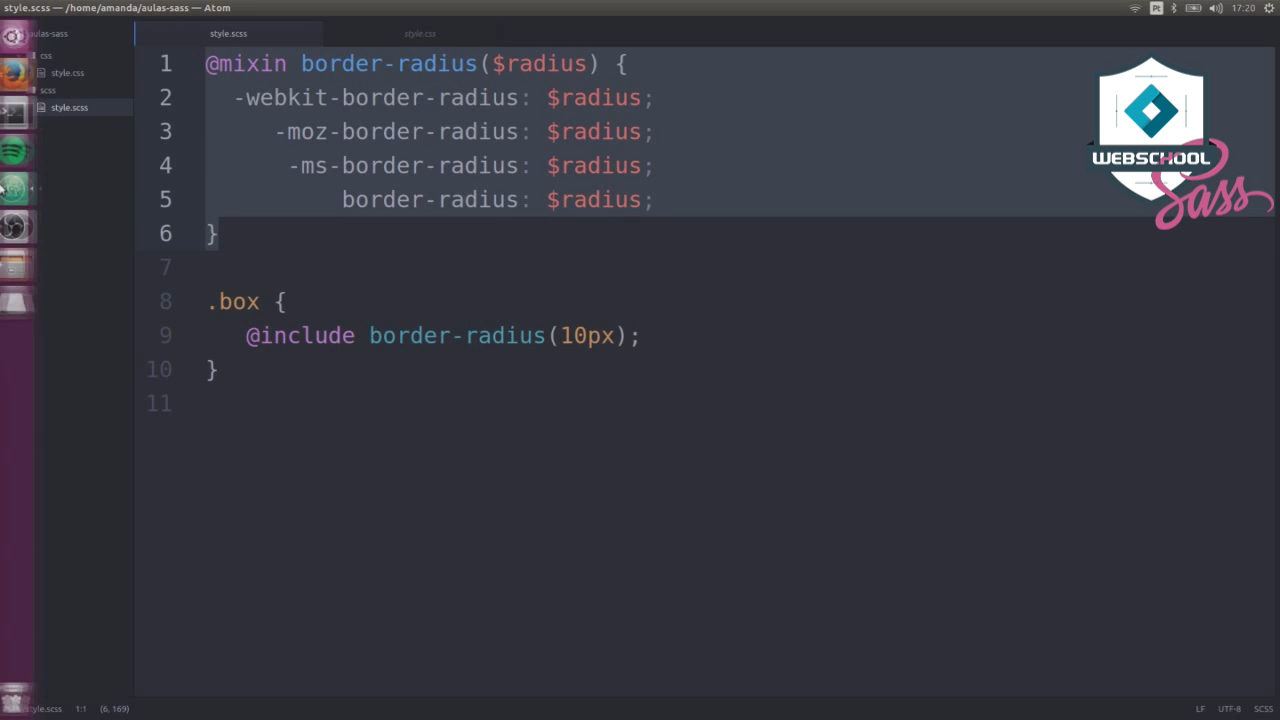 style.scss — /home/amanda/aulas-sass — Atom
Pt
17:20
aulas-sass
css
style.css
scss
style.scss
style.scss
style.css
1 @mixin border-radius($radius) {
2 -webkit-border-radius: $radius;
3 -moz-border-radius: $radius;
4 -ms-border-radius: $radius;
5 border-radius: $radius;
6 }
7
8 .box {
9 @include border-radius(10px);
10 }
11
WEBSCHOOL
Sass
style.scss 1:1 (6, 169)
LF UTF-8 SCSS